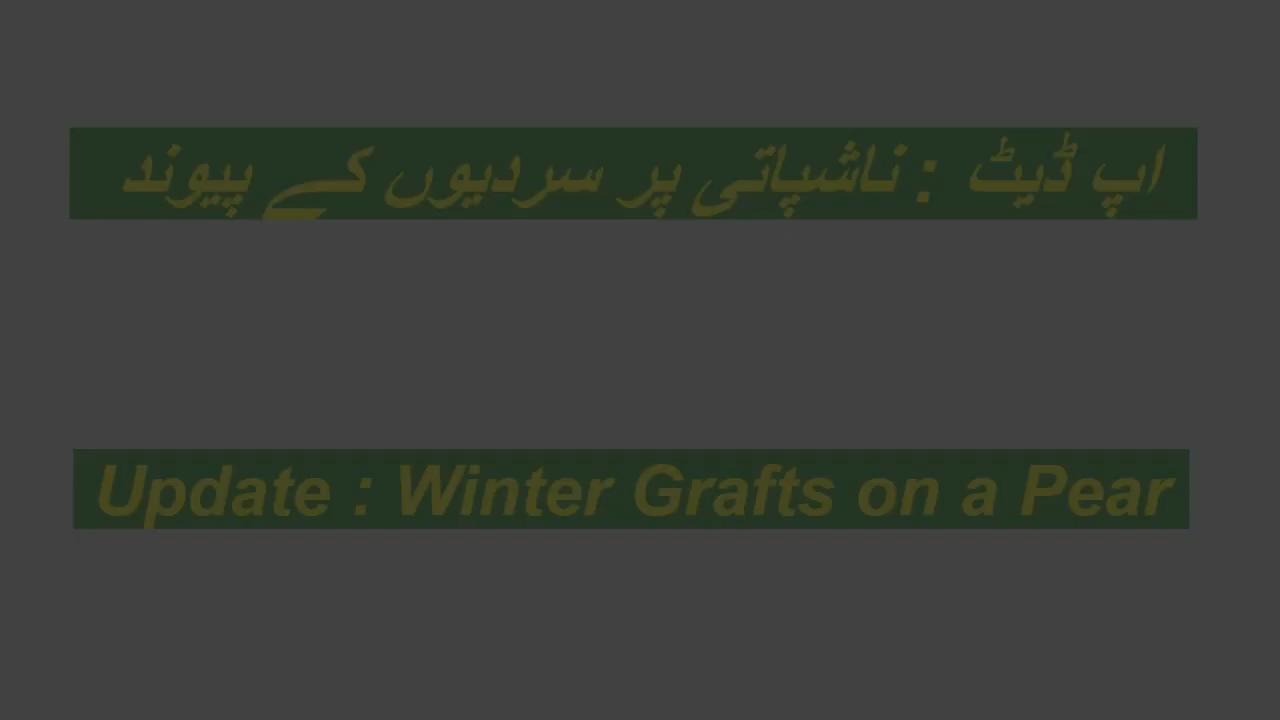 اپ ڈیٹ : ناشپاتی پر سردیوں کے پیوند
Update : Winter Grafts on a Pear